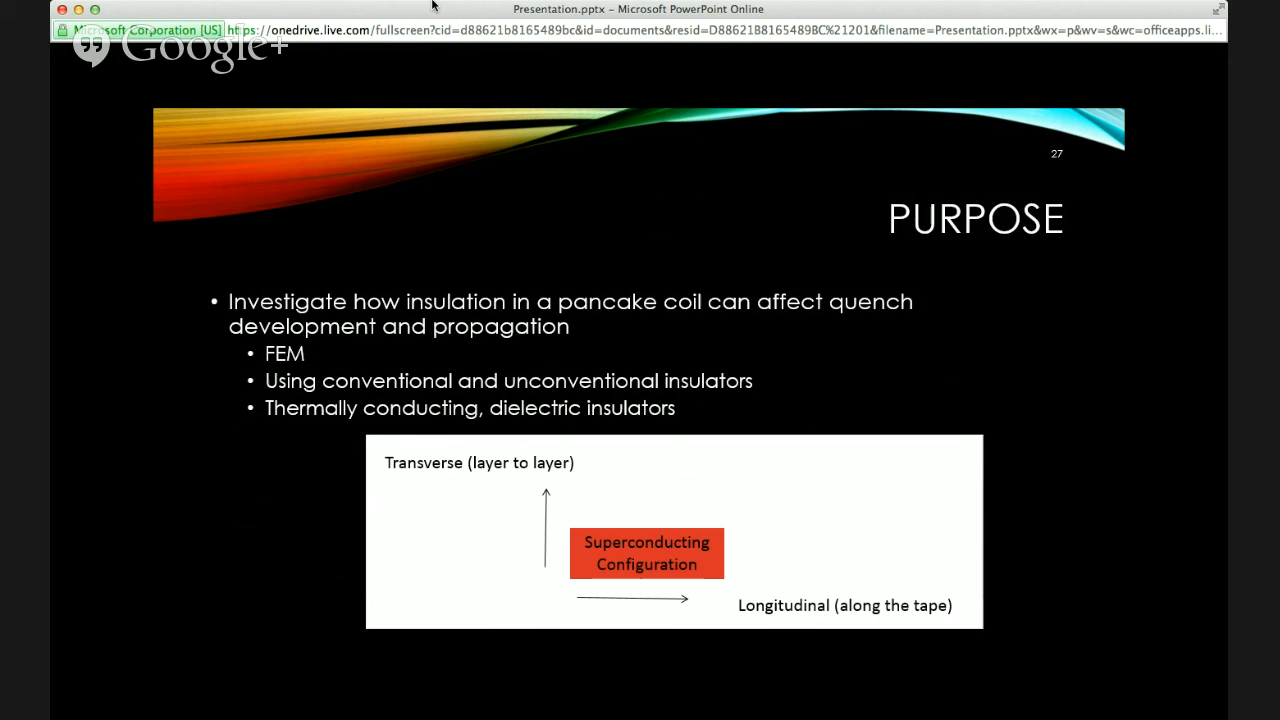 Presentation.pptx – Microsoft PowerPoint Online
Microsoft Corporation [US] https://onedrive.live.com/fullscreen?cid=d88621b8165489bc&id=documents&resid=D88621B8165489BC%21201&filename=Presentation.pptx&wx=p&wv=s&wc=officeapps.li...
Google+
27
PURPOSE
• Investigate how insulation in a pancake coil can affect quench
development and propagation
• FEM
• Using conventional and unconventional insulators
• Thermally conducting, dielectric insulators
Transverse (layer to layer)
Superconducting
Configuration
Longitudinal (along the tape)